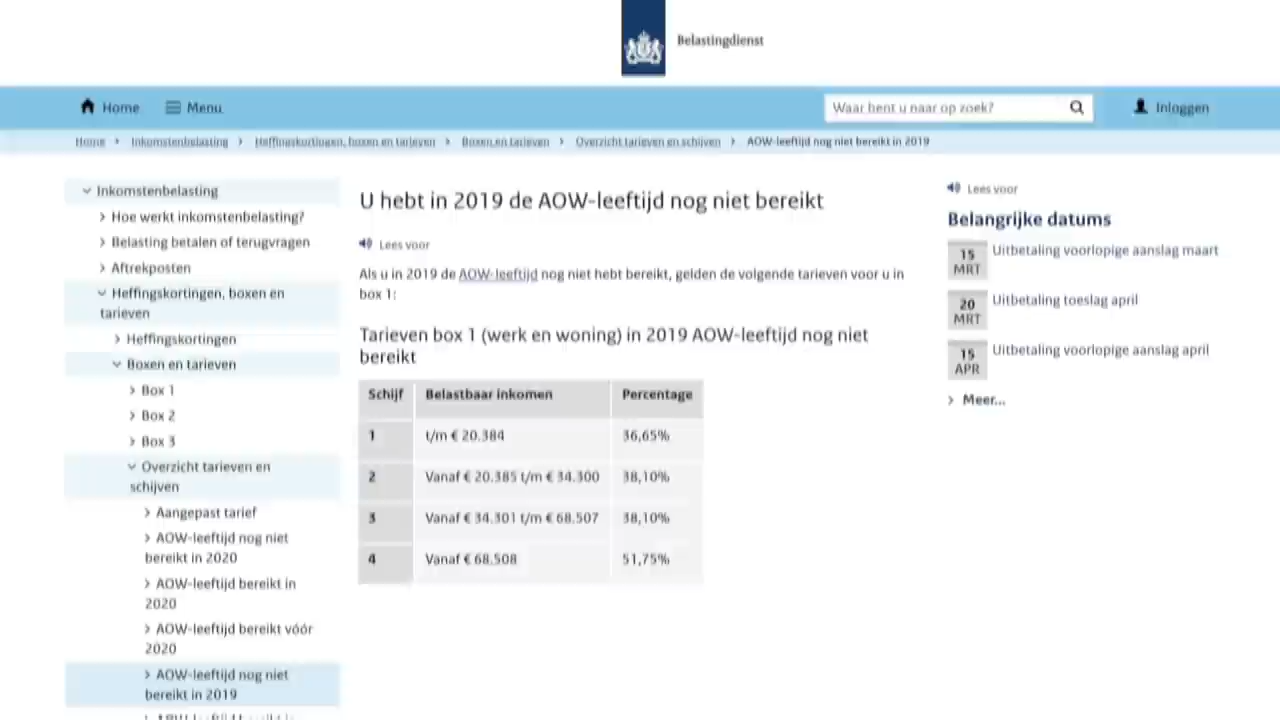 Belastingdienst
Home
Menu
Waar bent u naar op zoek?
Inloggen
Home > Inkomstenbelasting > Heffingskortingen, boxen en tarieven > Boxen en tarieven > Overzicht tarieven en schijven > AOW-leeftijd nog niet bereikt in 2019
Inkomstenbelasting
Hoe werkt inkomstenbelasting?
Belasting betalen of terugvragen
Aftrekposten
Heffingskortingen, boxen en
tarieven
Heffingskortingen
Boxen en tarieven
Box 1
Box 2
Box 3
Overzicht tarieven en
schijven
Aangepast tarief
AOW-leeftijd nog niet
bereikt in 2020
AOW-leeftijd bereikt in
2020
AOW-leeftijd bereikt vóór
2020
AOW-leeftijd nog niet
bereikt in 2019
U hebt in 2019 de AOW-leeftijd nog niet bereikt
Lees voor
Als u in 2019 de AOW-leeftijd nog niet hebt bereikt, gelden de volgende tarieven voor u in
box 1:
Tarieven box 1 (werk en woning) in 2019 AOW-leeftijd nog niet
bereikt
Schijf Belastbaar inkomen Percentage
1 t/m € 20.384 36,65%
2 Vanaf € 20.385 t/m € 34.300 38,10%
3 Vanaf € 34.301 t/m € 68.507 38,10%
4 Vanaf € 68.508 51,75%
Lees voor
Belangrijke datums
15 MRT Uitbetaling voorlopige aanslag maart
20 MRT Uitbetaling toeslag april
15 APR Uitbetaling voorlopige aanslag april
Meer...